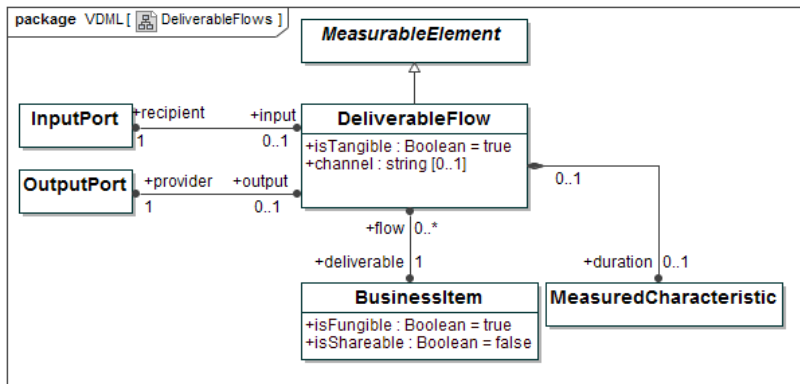 package VDML [ DeliverableFlows ]
MeasurableElement
InputPort
+recipient
1
+input
0..1
DeliverableFlow
+isTangible : Boolean = true
+channel : string [0..1]
OutputPort
+provider
1
+output
0..1
0..1
+flow
0..*
+deliverable
1
+duration
0..1
BusinessItem
+isFungible : Boolean = true
+isShareable : Boolean = false
MeasuredCharacteristic